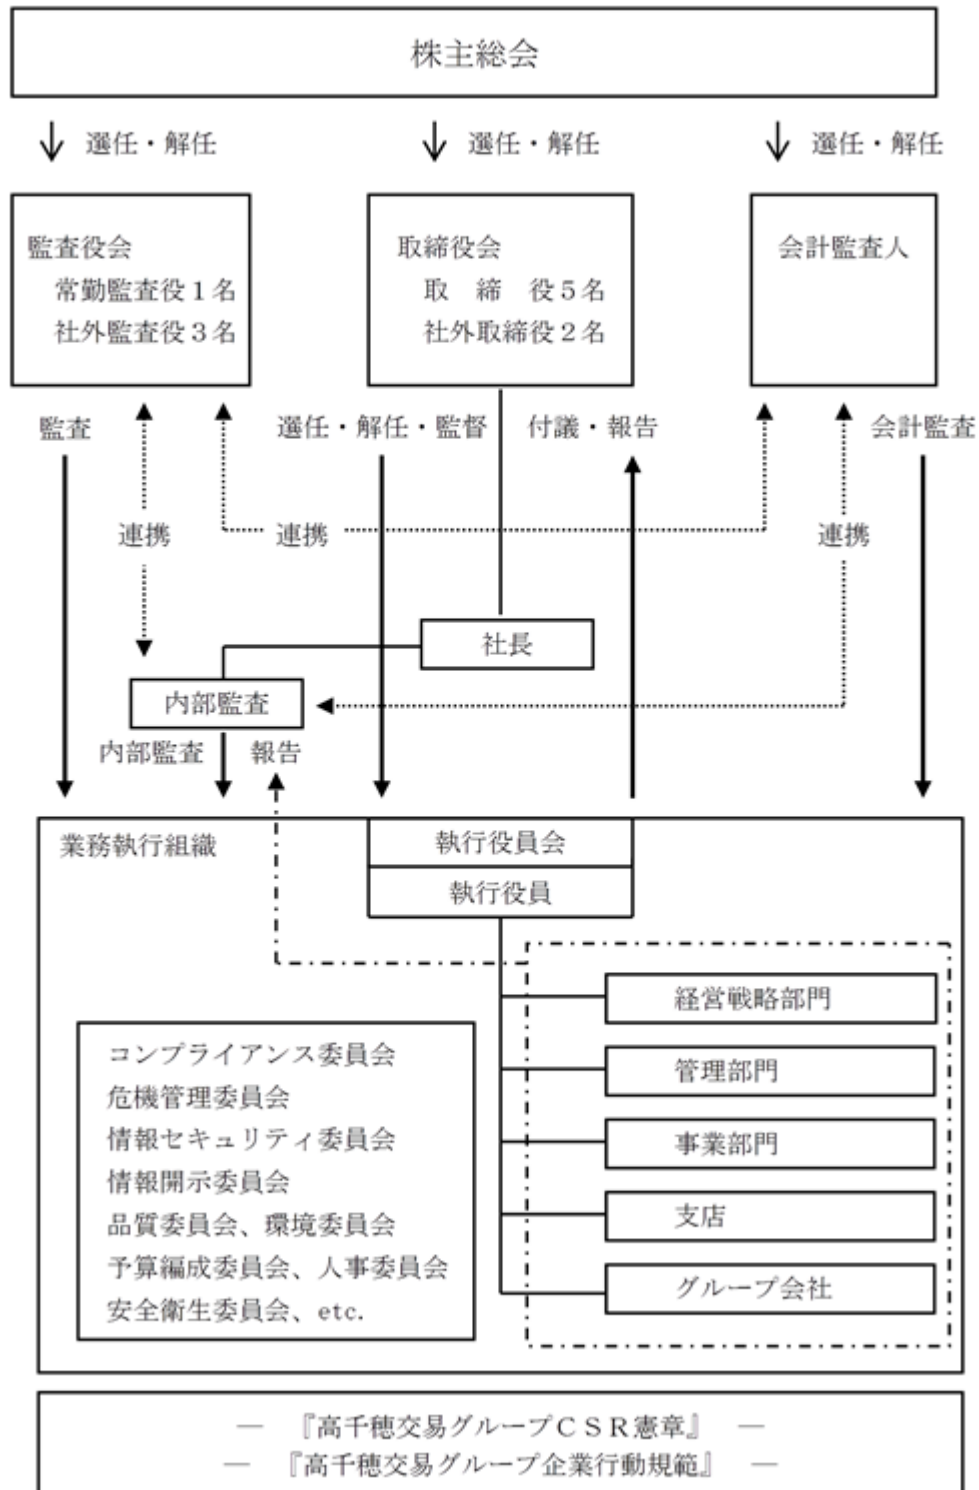 株主総会
選任・解任
選任・解任
選任・解任
監査役会
常勤監査役1名
社外監査役3名
取締役会
取　締　役5名
社外取締役2名
会計監査人
監査
選任・解任・監督
付議・報告
会計監査
連携
連携
連携
社長
内部監査
内部監査
報告
業務執行組織
執行役員会
執行役員
経営戦略部門
管理部門
事業部門
支店
グループ会社
コンプライアンス委員会
危機管理委員会
情報セキュリティ委員会
情報開示委員会
品質委員会、環境委員会
予算編成委員会、人事委員会
安全衛生委員会、etc.
― 『高千穂交易グループＣＳＲ憲章』 ―
― 『高千穂交易グループ企業行動規範』 ―